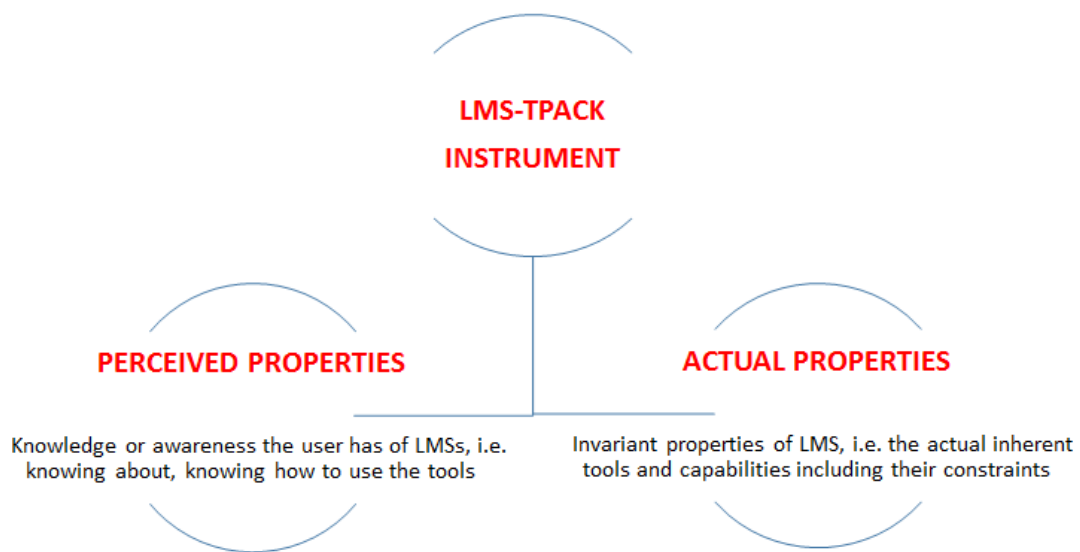 LMS-TPACK
INSTRUMENT
PERCEIVED PROPERTIES
Knowledge or awareness the user has of LMSs, i.e.
knowing about, knowing how to use the tools
ACTUAL PROPERTIES
Invariant properties of LMS, i.e. the actual inherent
tools and capabilities including their constraints